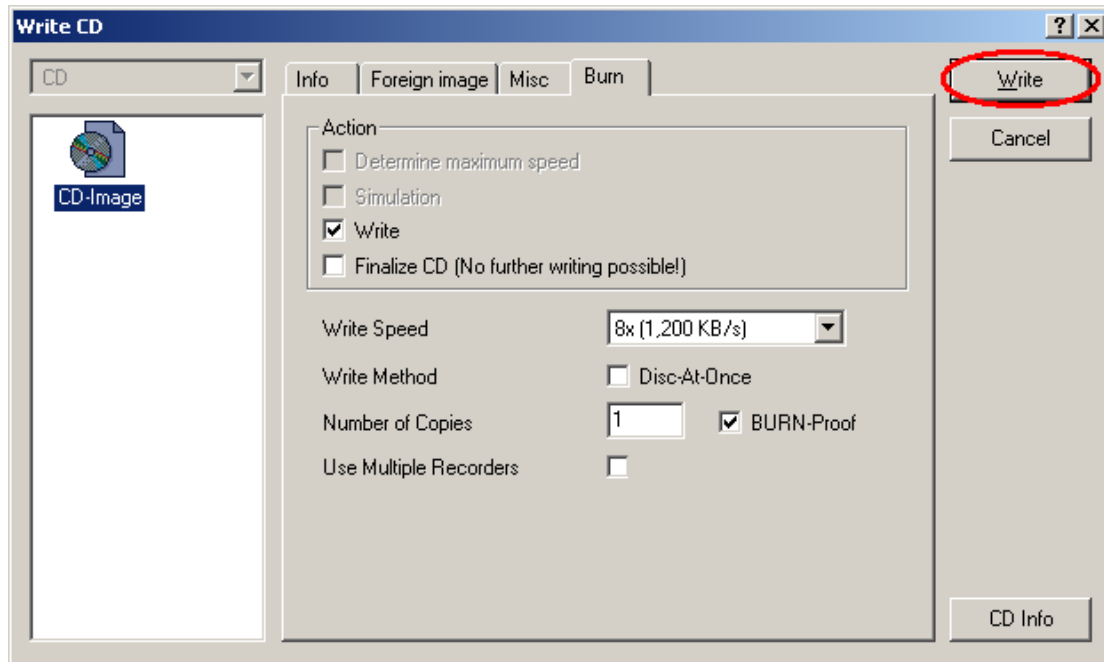 Write CD
CD
CD-Image
Info Foreign image Misc Burn
Action
Determine maximum speed
Simulation
Write
Finalize CD (No further writing possible!)
Write Speed 8x (1,200 KB/s)
Write Method Disc-At-Once
Number of Copies 1 BURN-Proof
Use Multiple Recorders
Write
Cancel
CD Info